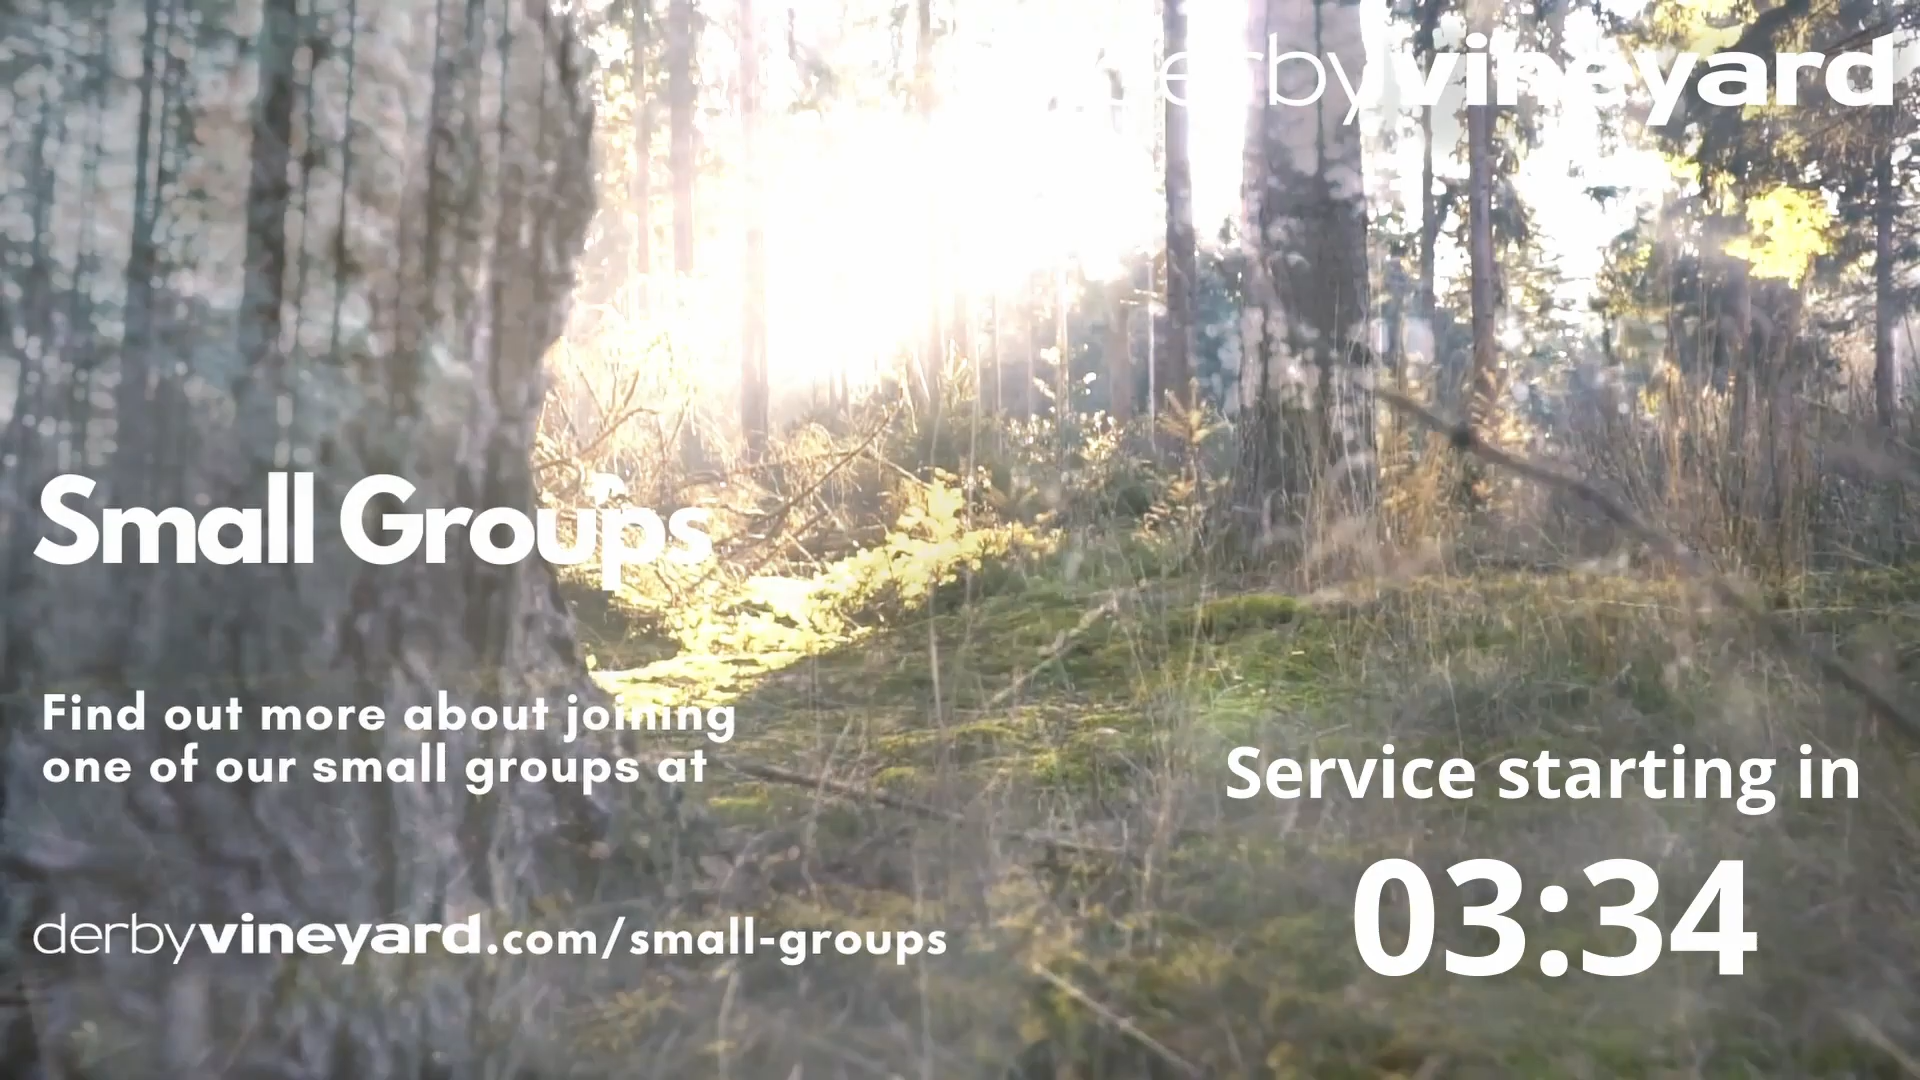 derbyvineyard
Small Groups
Find out more about joining
one of our small groups at
derbyvineyard.com/small-groups
Service starting in
03:34